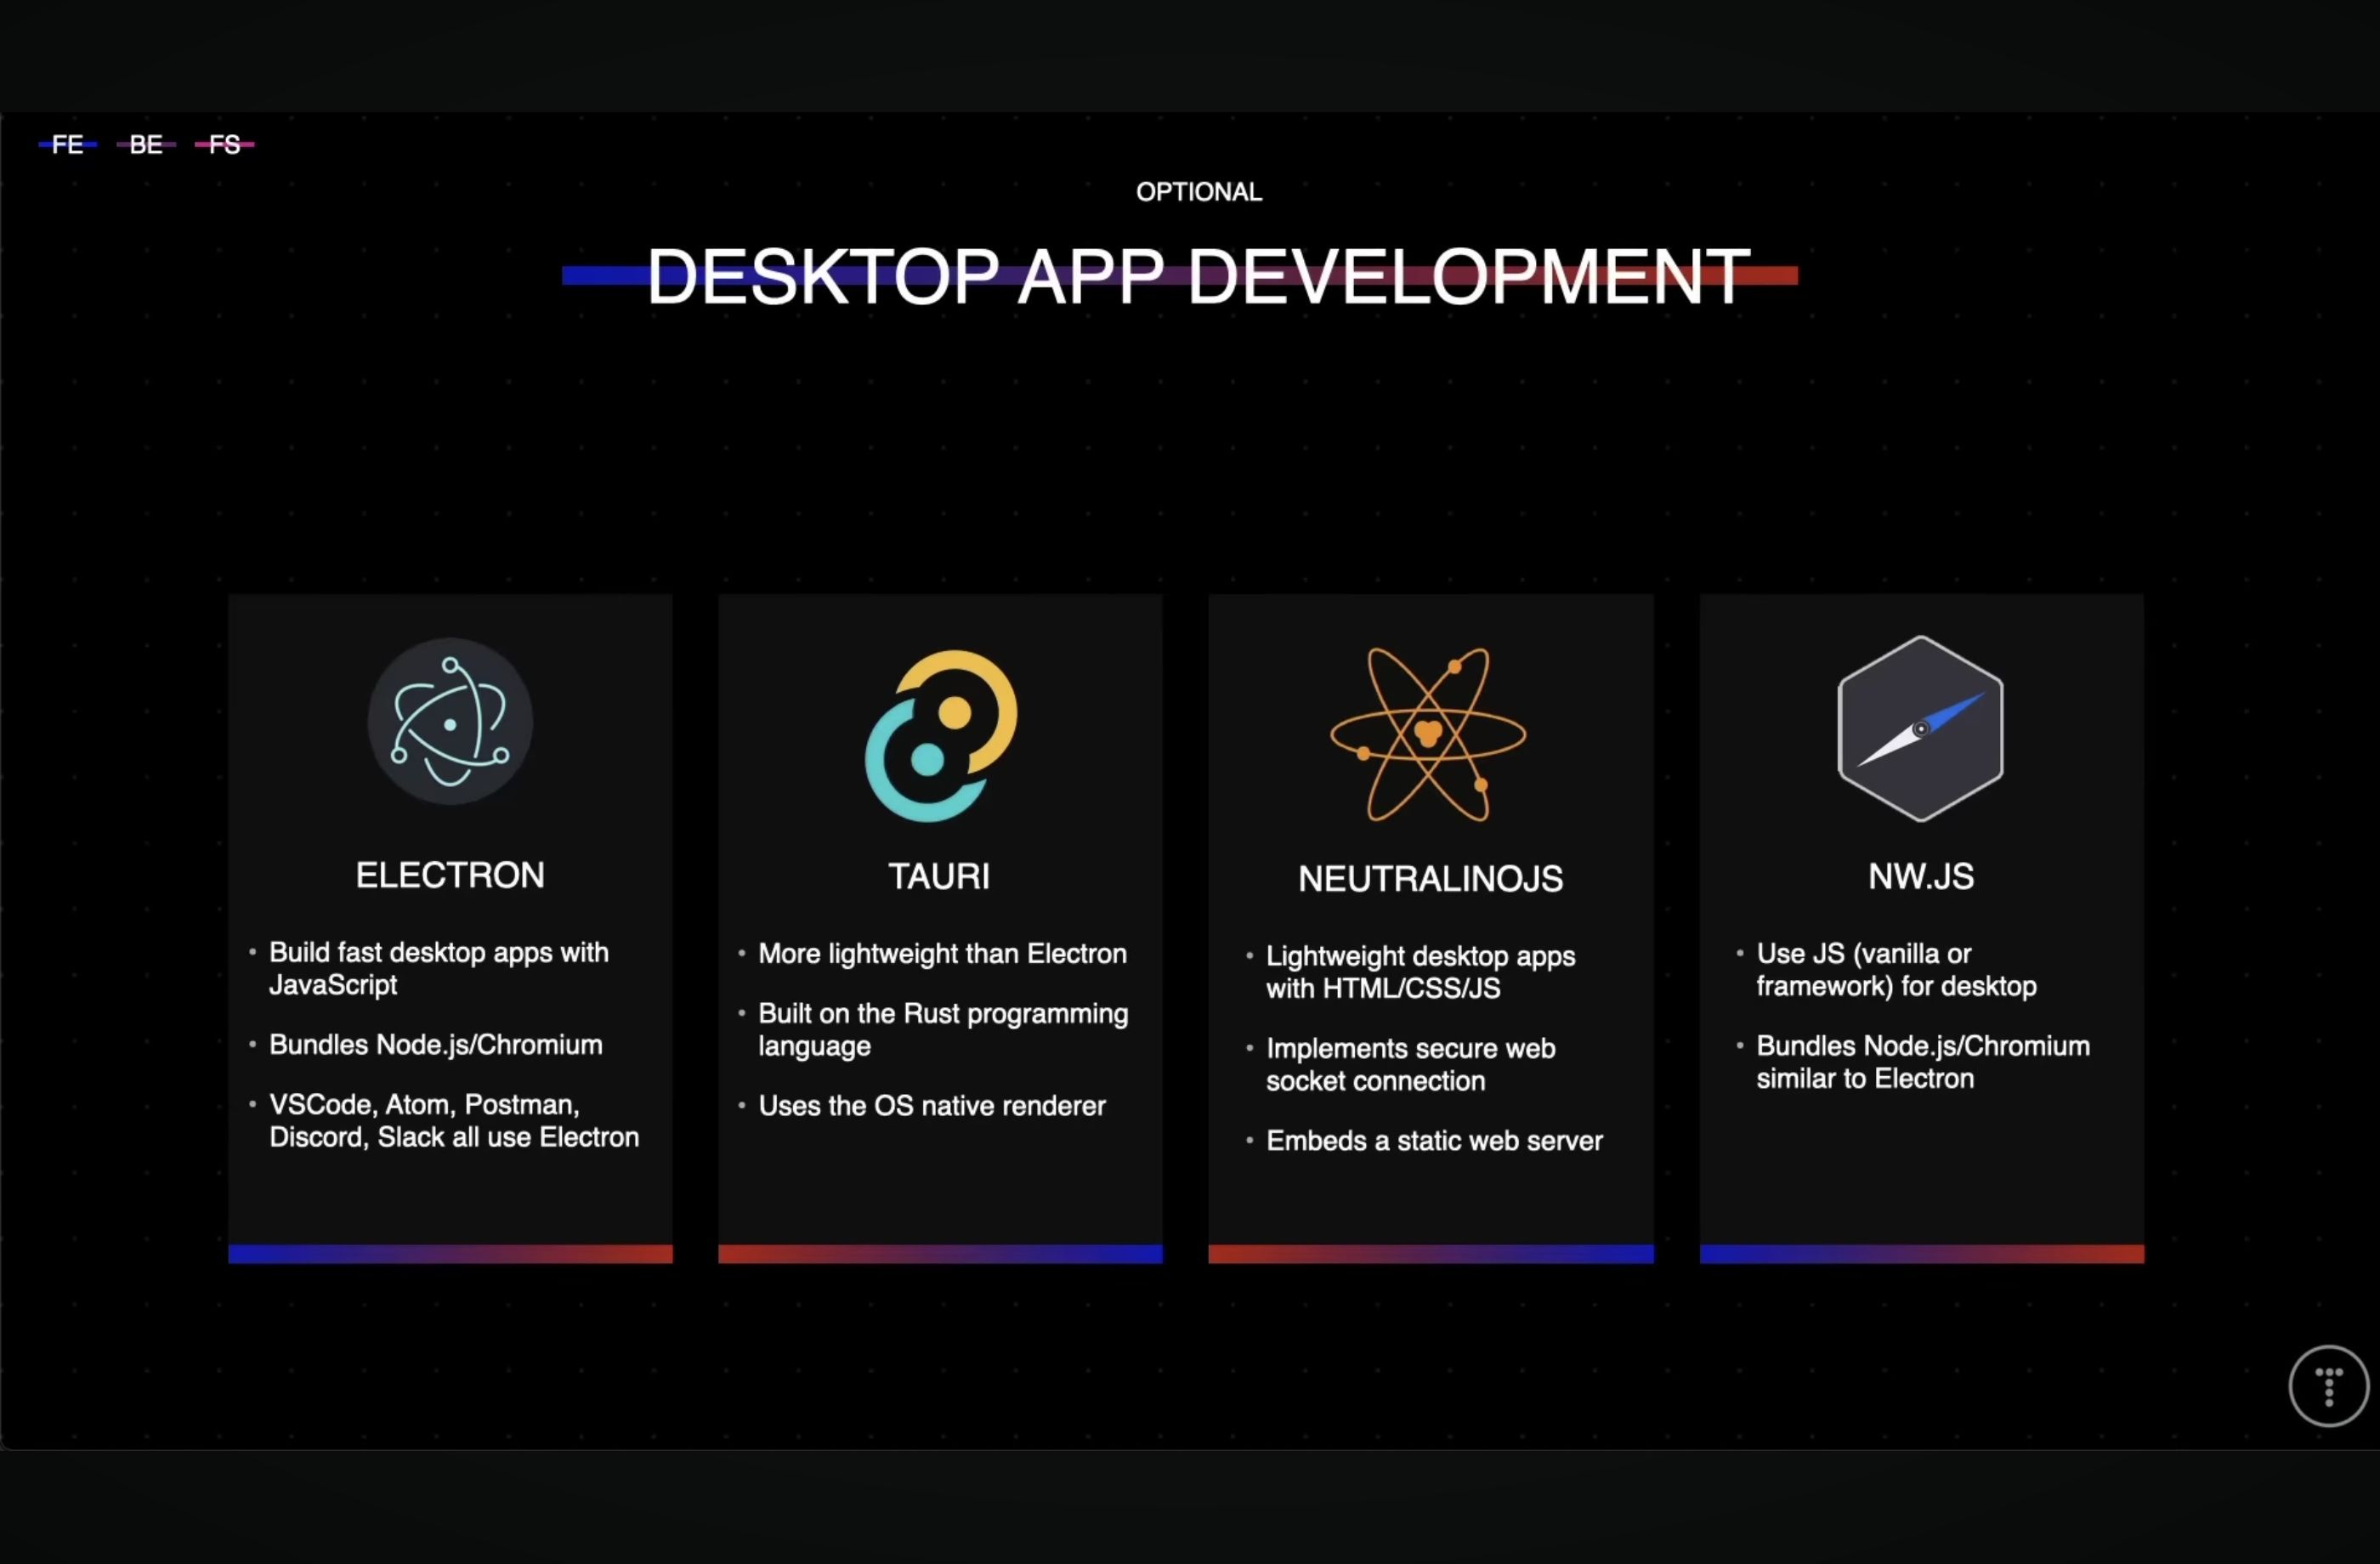 FE BE FS
OPTIONAL
DESKTOP APP DEVELOPMENT
ELECTRON
• Build fast desktop apps with
JavaScript
• Bundles Node.js/Chromium
• VSCode, Atom, Postman,
Discord, Slack all use Electron
TAURI
• More lightweight than Electron
• Built on the Rust programming
language
• Uses the OS native renderer
NEUTRALINOJS
• Lightweight desktop apps
with HTML/CSS/JS
• Implements secure web
socket connection
• Embeds a static web server
NW.JS
• Use JS (vanilla or
framework) for desktop
• Bundles Node.js/Chromium
similar to Electron
T